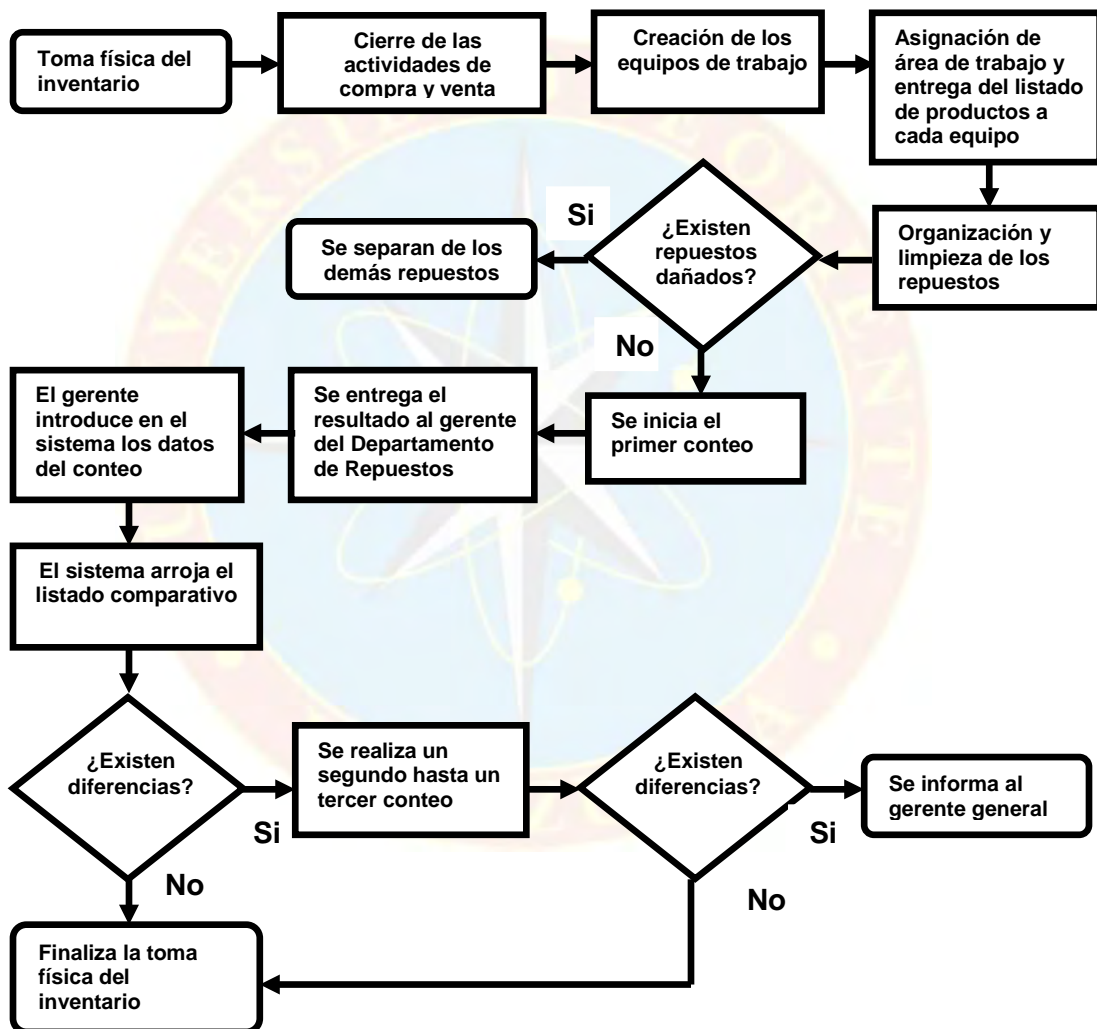 Toma física del
inventario
Cierre de las
actividades de
compra y venta
Creación de los
equipos de trabajo
Asignación de
área de trabajo y
entrega del listado
de productos a
cada equipo
Organización y
limpieza de los
repuestos
¿Existen
repuestos
dañados?
Si
Se separan de los
demás repuestos
No
Se inicia el
primer conteo
Se entrega el
resultado al gerente
del Departamento
de Repuestos
El gerente
introduce en el
sistema los datos
del conteo
El sistema arroja el
listado comparativo
¿Existen
diferencias?
Si
Se realiza un
segundo hasta un
tercer conteo
¿Existen
diferencias?
Si
Se informa al
gerente general
No
No
Finaliza la toma
física del
inventario